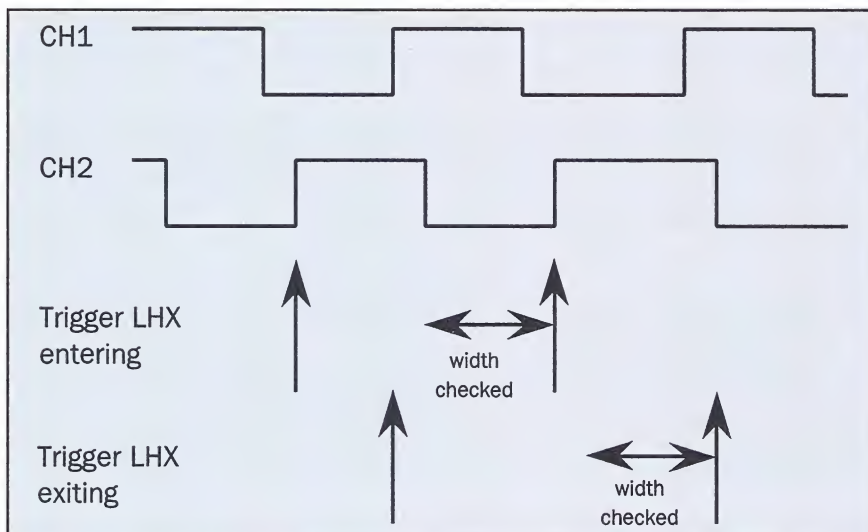 CH1
CH2
Trigger LHX
entering
width
checked
Trigger LHX
exiting
width
checked